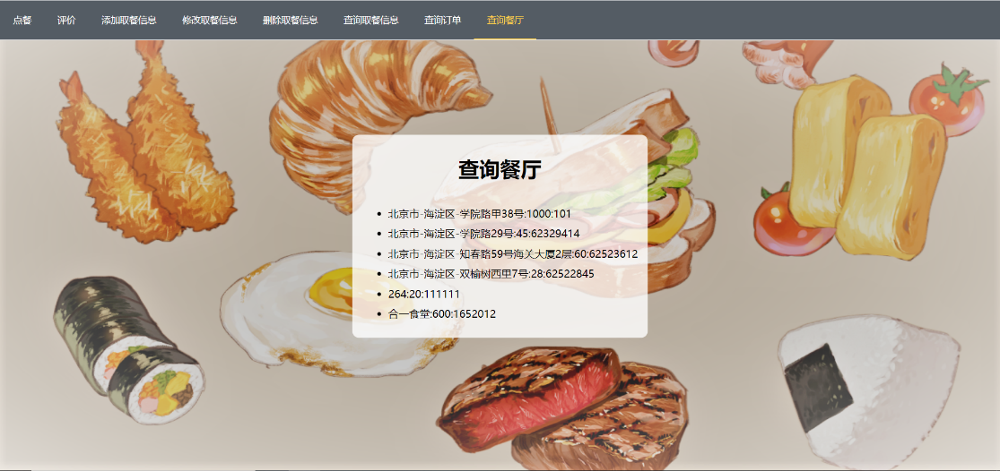 点餐 评价 添加取餐信息 修改取餐信息 删除取餐信息 查询取餐信息 查询订单 查询餐厅
查询餐厅
北京市-海淀区-学院路甲38号:1000:101
北京市-海淀区-学院路29号:45:62329414
北京市-海淀区-知春路59号海关大厦2层:60:62523612
北京市-海淀区-双榆树西里7号:28:62522845
264:20:111111
合一食堂:600:1652012